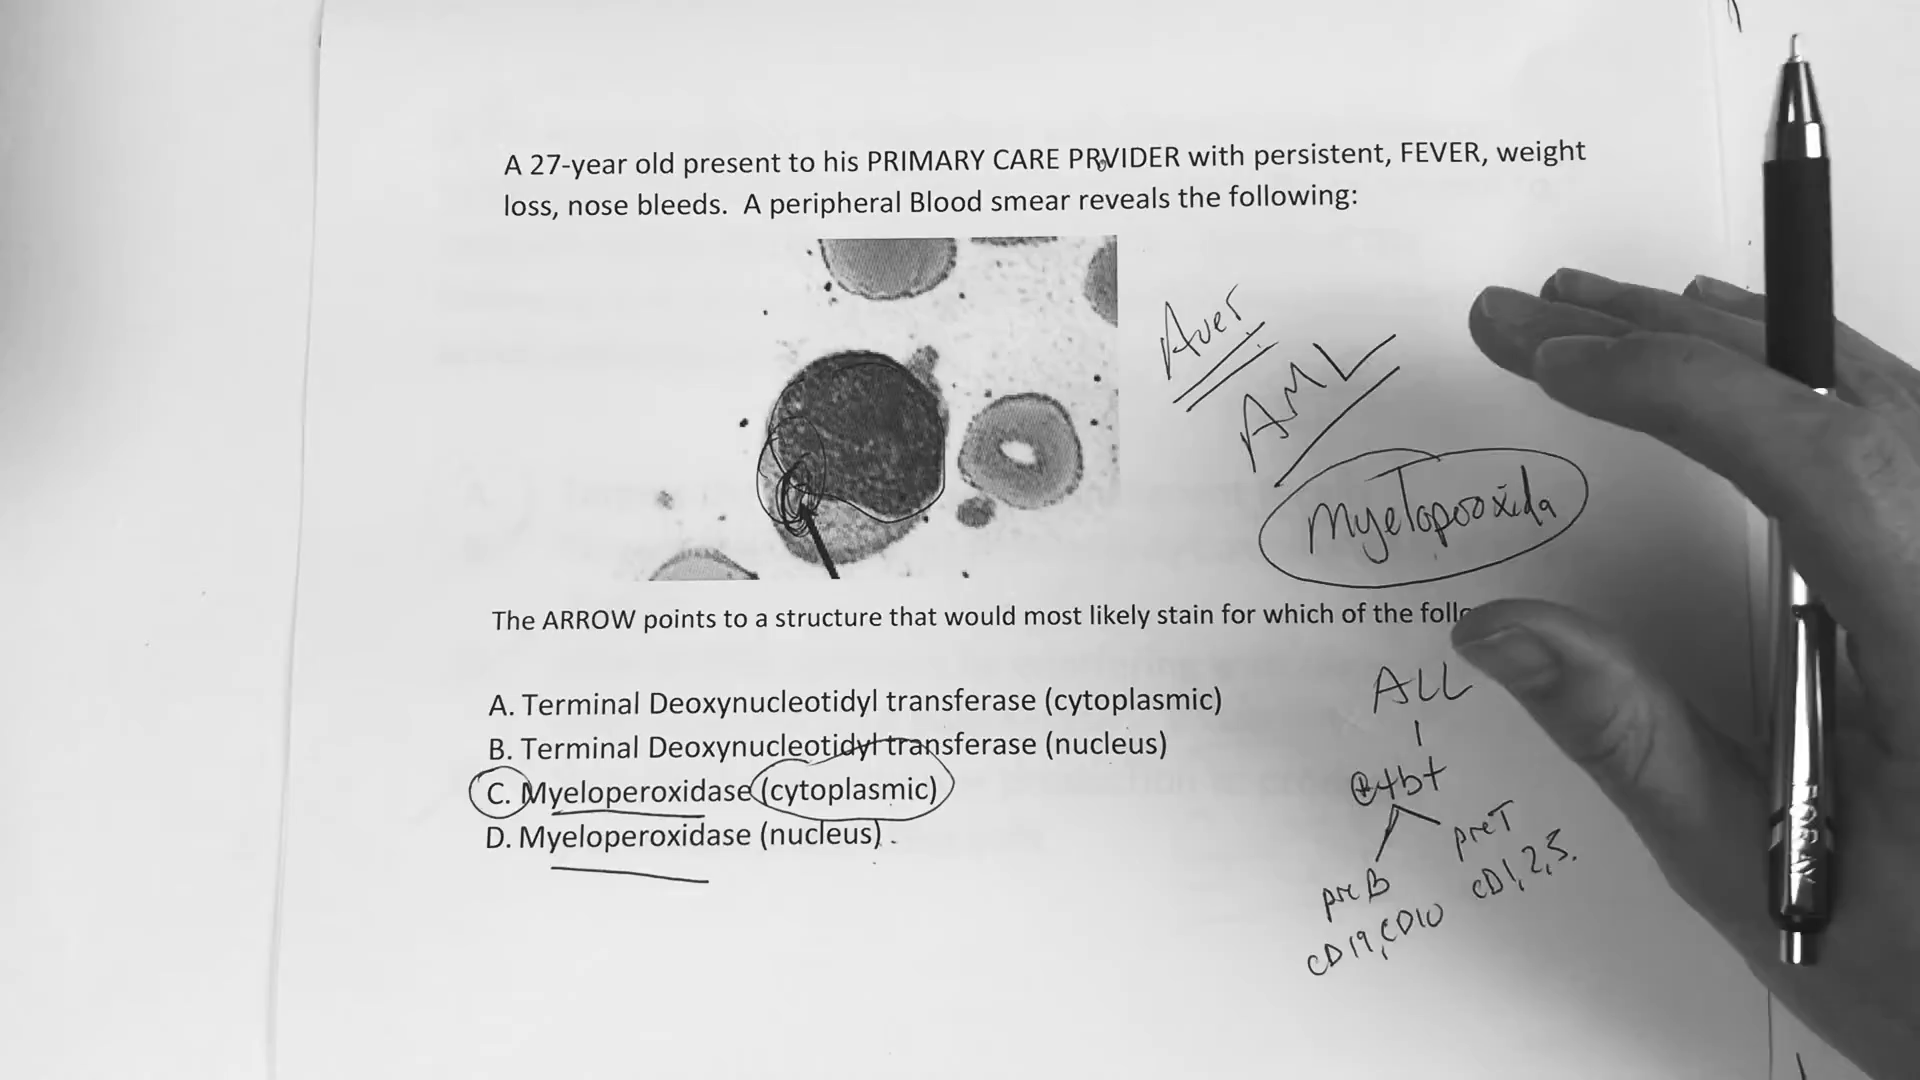 A 27-year old present to his PRIMARY CARE PRVIDER with persistent, FEVER, weight
loss, nose bleeds. A peripheral Blood smear reveals the following:
Auer
AML
Myeloperoxida
The ARROW points to a structure that would most likely stain for which of the follo
A. Terminal Deoxynucleotidyl transferase (cytoplasmic)
B. Terminal Deoxynucleotidyl transferase (nucleus)
C. Myeloperoxidase (cytoplasmic)
D. Myeloperoxidase (nucleus)
ALL
preB
CD19, CD10
preT
CD1,2,5.